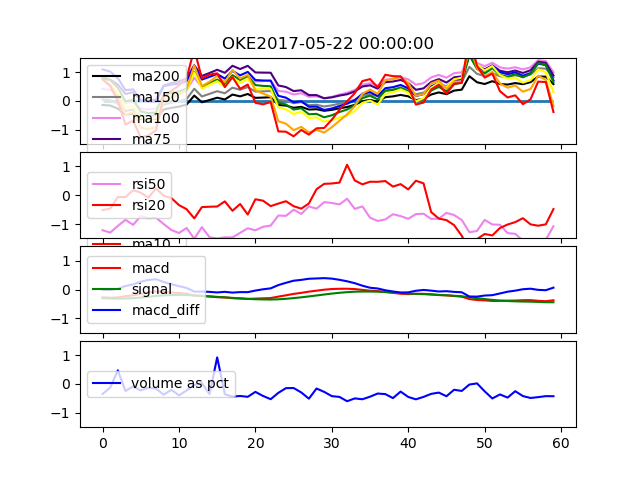 OKE2017-05-22 00:00:00
1
0
−1
ma200
ma150
ma100
ma75
1
0
−1
rsi50
rsi20
ma10
1
0
−1
macd
signal
macd_diff
1
0
−1
volume as pct
0 10 20 30 40 50 60